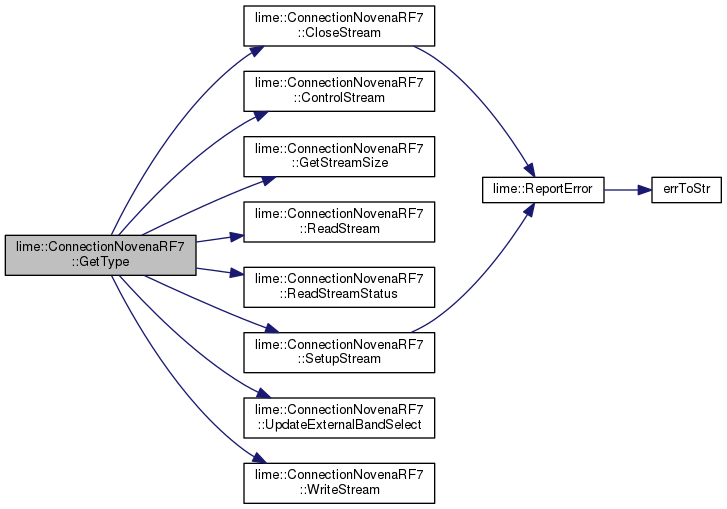 lime::ConnectionNovenaRF7
::GetType
lime::ConnectionNovenaRF7
::CloseStream
lime::ConnectionNovenaRF7
::ControlStream
lime::ConnectionNovenaRF7
::GetStreamSize
lime::ConnectionNovenaRF7
::ReadStream
lime::ConnectionNovenaRF7
::ReadStreamStatus
lime::ConnectionNovenaRF7
::SetupStream
lime::ConnectionNovenaRF7
::UpdateExternalBandSelect
lime::ConnectionNovenaRF7
::WriteStream
lime::ReportError
errToStr